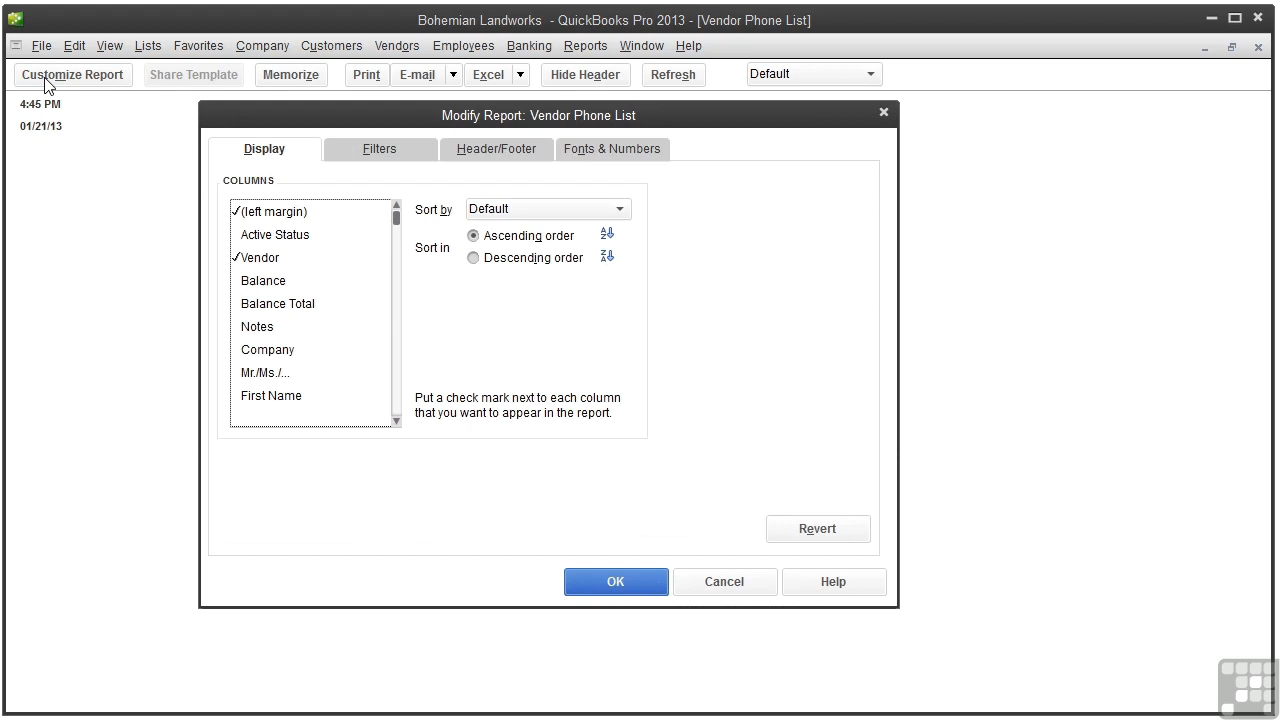 Bohemian Landworks - QuickBooks Pro 2013 - [Vendor Phone List]
File Edit View Lists Favorites Company Customers Vendors Employees Banking Reports Window Help
Customize Report Share Template Memorize Print E-mail Excel Hide Header Refresh Default
4:45 PM
01/21/13
Modify Report: Vendor Phone List
Display Filters Header/Footer Fonts & Numbers
COLUMNS
(left margin)
Active Status
Vendor
Balance
Balance Total
Notes
Company
Mr./Ms./...
First Name
Sort by Default
Sort in
Ascending order
Descending order
Put a check mark next to each column
that you want to appear in the report.
Revert
OK Cancel Help